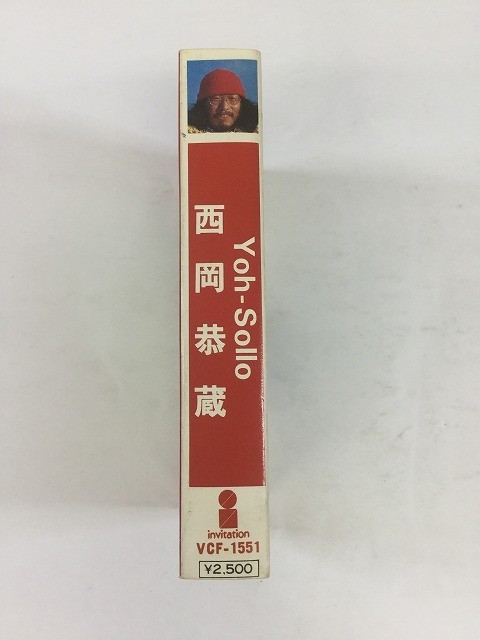 Yoh-Sollo
西岡恭蔵
invitation
VCF-1551
¥2,500